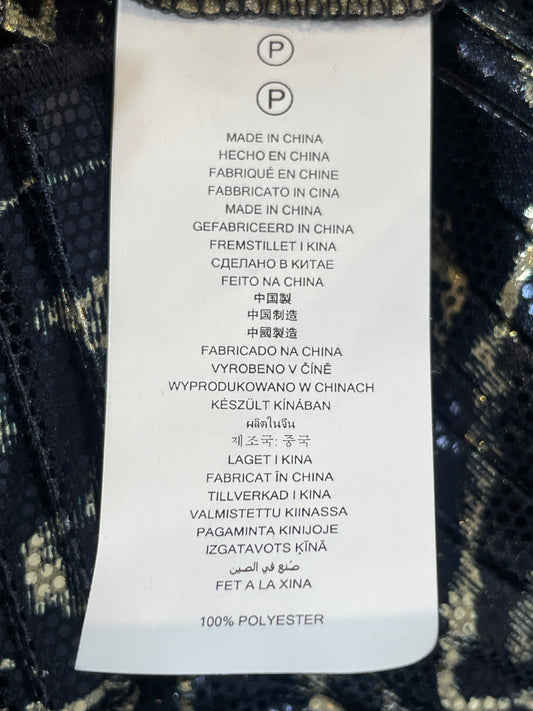 P
P
MADE IN CHINA
HECHO EN CHINA
FABRIQUÉ EN CHINE
FABBRICATO IN CINA
MADE IN CHINA
GEFABRICEERD IN CHINA
FREMSTILLET I KINA
СДЕЛАНО В КИТАЕ
FEITO NA CHINA
中国製
中国制造
中國製造
FABRICADO NA CHINA
VYROBENO V ČÍNĚ
WYPRODUKOWANO W CHINACH
KÉSZÜLT KÍNÁBAN
ผลิตในจีน
제조국: 중국
LAGET I KINA
FABRICAT ÎN CHINA
TILLVERKAD I KINA
VALMISTETTU KIINASSA
PAGAMINTA KINIJOJE
IZGATAVOTS ĶĪNĀ
صُنع في الصين
FET A LA XINA
100% POLYESTER